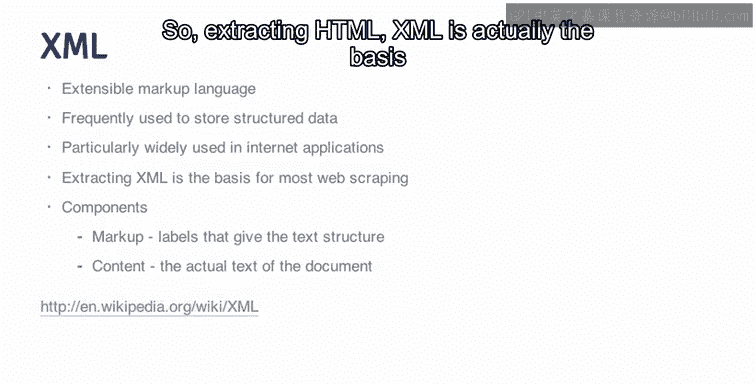 XML
So, extracting HTML, XML is actually the
basis
· Extensible markup language
· Frequently used to store structured data
· Particularly widely used in internet applications
· Extracting XML is the basis for most web scraping
· Components
- Markup - labels that give the text structure
- Content - the actual text of the document
http://en.wikipedia.org/wiki/XML